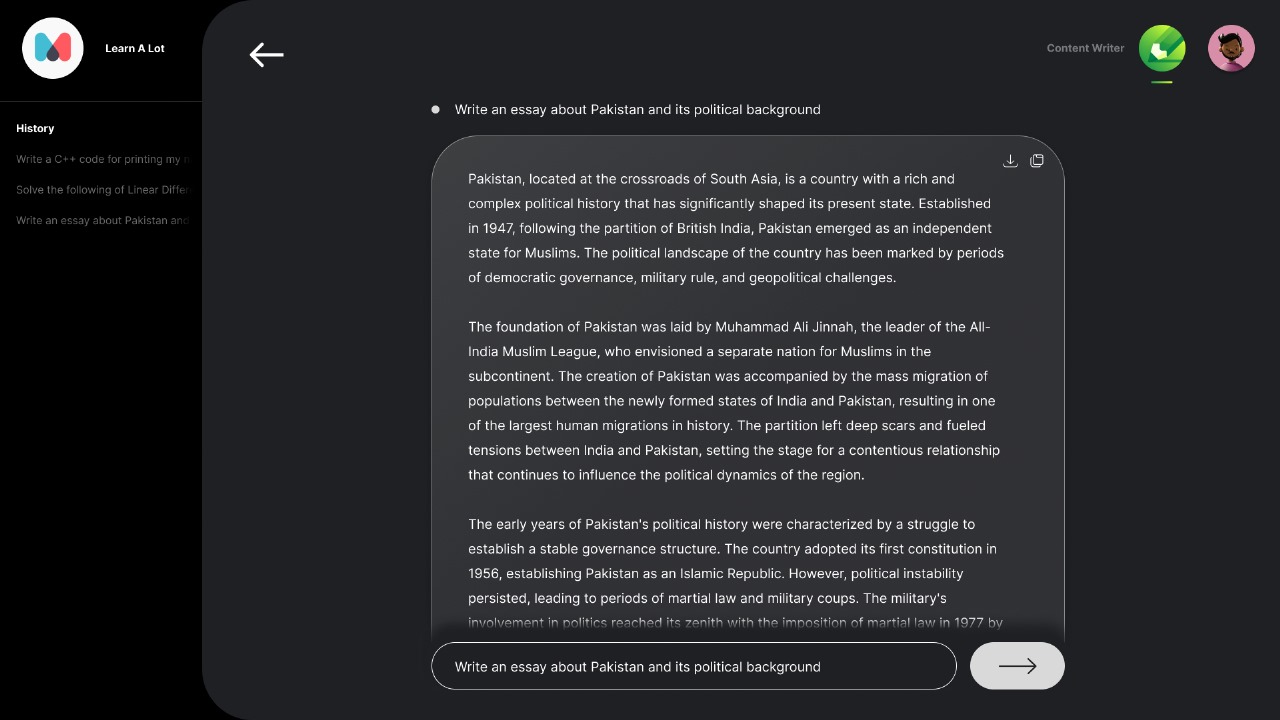 Learn A Lot
Content Writer
History
Write a C++ code for printing my
Solve the following of Linear
Write an essay about Pakistan and
Write an essay about Pakistan and its political background
Pakistan, located at the crossroads of South Asia, is a country with a rich and
complex political history that has significantly shaped its present state. Established
in 1947, following the partition of British India, Pakistan emerged as an independent
state for Muslims. The political landscape of the country has been marked by periods
of democratic governance, military rule, and geopolitical challenges.
The foundation of Pakistan was laid by Muhammad Ali Jinnah, the leader of the All-
India Muslim League, who envisioned a separate nation for Muslims in the
subcontinent. The creation of Pakistan was accompanied by the mass migration of
populations between the newly formed states of India and Pakistan, resulting in one
of the largest human migrations in history. The partition left deep scars and fueled
tensions between India and Pakistan, setting the stage for a contentious relationship
that continues to influence the political dynamics of the region.
The early years of Pakistan's political history were characterized by a struggle to
establish a stable governance structure. The country adopted its first constitution in
1956, establishing Pakistan as an Islamic Republic. However, political instability
persisted, leading to periods of martial law and military coups. The military's
involvement in politics reached its zenith with the imposition of martial law in 1977 by
Write an essay about Pakistan and its political background